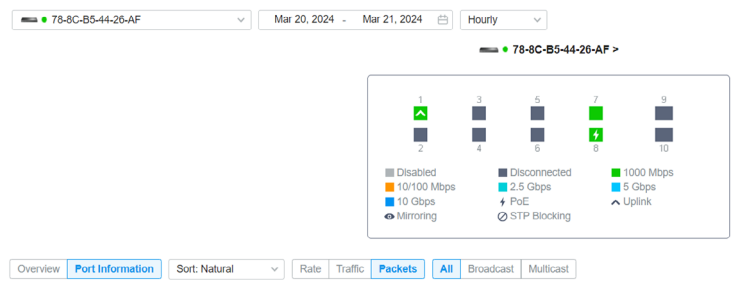 78-8C-B5-44-26-AF Mar 20, 2024 - Mar 21, 2024 Hourly
78-8C-B5-44-26-AF >
1 3 5 7 9
2 4 6 8 10
Disabled Disconnected 1000 Mbps
10/100 Mbps 2.5 Gbps 5 Gbps
10 Gbps PoE Uplink
Mirroring STP Blocking
Overview Port Information Sort: Natural Rate Traffic Packets All Broadcast Multicast